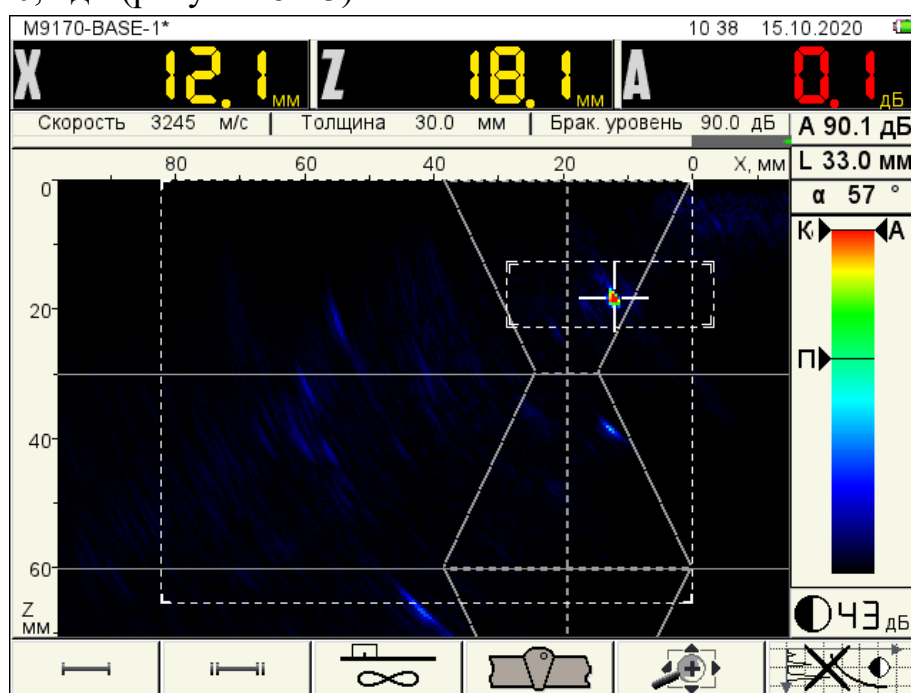 M9170-BASE-1* 10 38 15.10.2020
X 12.1 мм Z 18.1 мм A 0.1 дБ
Скорость 3245 м/с Толщина 30.0 мм Брак. уровень 90.0 дБ A 90.1 дБ
80 60 40 20 0 X, мм L 33.0 мм
α 57 °
0
К A
20
П
40
60
Z
мм
43 дБ